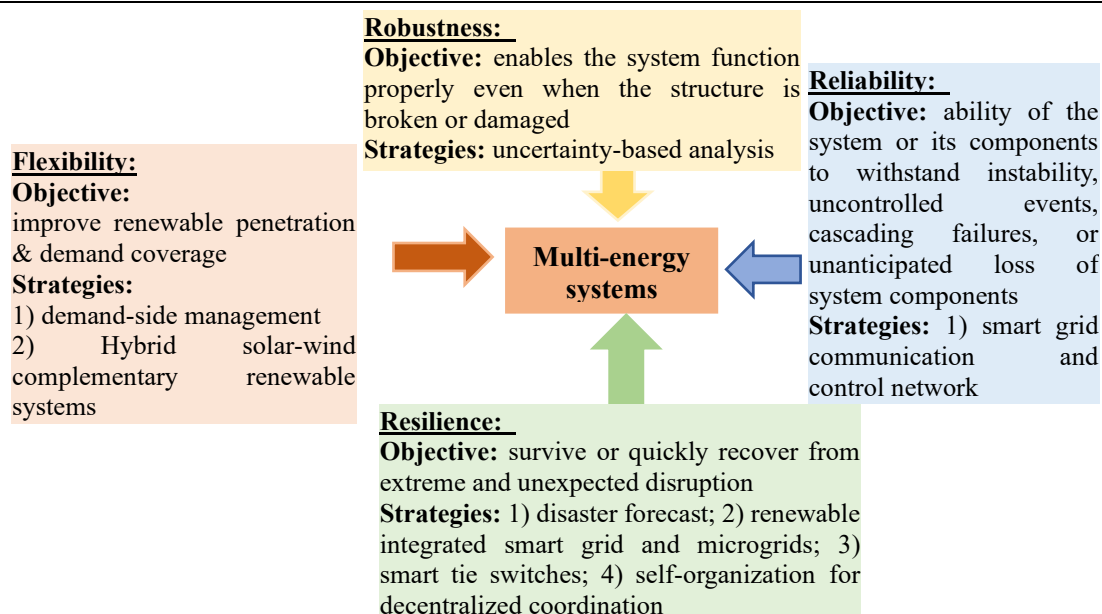 Robustness:
Objective: enables the system function
properly even when the structure is
broken or damaged
Strategies: uncertainty-based analysis
Flexibility:
Objective:
improve renewable penetration
& demand coverage
Strategies:
1) demand-side management
2) Hybrid solar-wind
complementary renewable
systems
Multi-energy
systems
Reliability:
Objective: ability of the
system or its components
to withstand instability,
uncontrolled events,
cascading failures, or
unanticipated loss of
system components
Strategies: 1) smart grid
communication and
control network
Resilience:
Objective: survive or quickly recover from
extreme and unexpected disruption
Strategies: 1) disaster forecast; 2) renewable
integrated smart grid and microgrids; 3)
smart tie switches; 4) self-organization for
decentralized coordination